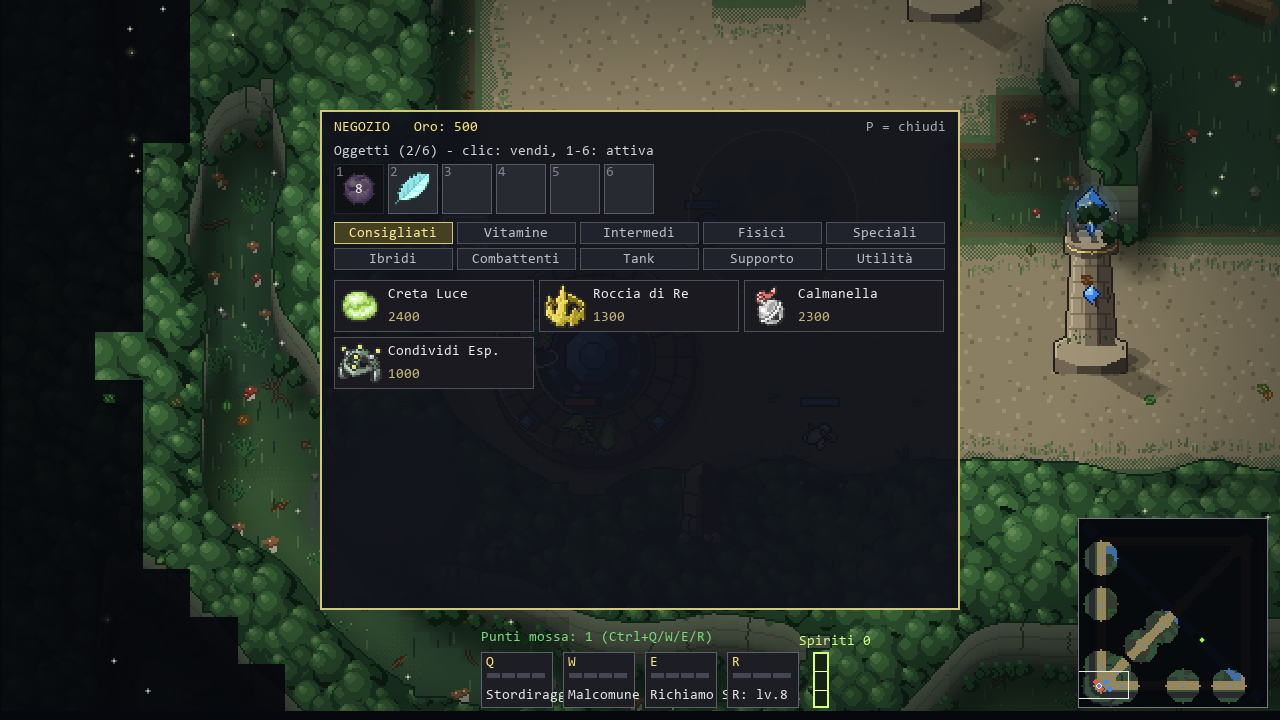 NEGOZIO Oro: 500 P = chiudi
Oggetti (2/6) - clic: vendi, 1-6: attiva
1 8 2 3 4 5 6
Consigliati Vitamine Intermedi Fisici Speciali
Ibridi Combattenti Tank Supporto Utilità
Creta Luce Roccia di Re Calmanella
2400 1300 2300
Condividi Esp.
1000
Punti mossa: 1 (Ctrl+Q/W/E/R) Spiriti 0
Q W E R
Stordiragg Malcomune Richiamo S R: lv.8